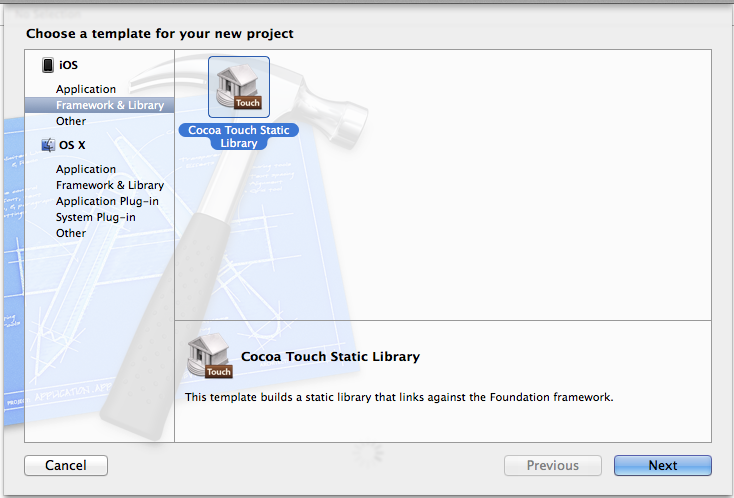 Choose a template for your new project
iOS
Application
Framework & Library
Other
OS X
Application
Framework & Library
Application Plug-in
System Plug-in
Other
Touch
Cocoa Touch Static
Library
Touch
Cocoa Touch Static Library
This template builds a static library that links against the Foundation framework.
Cancel
Previous
Next